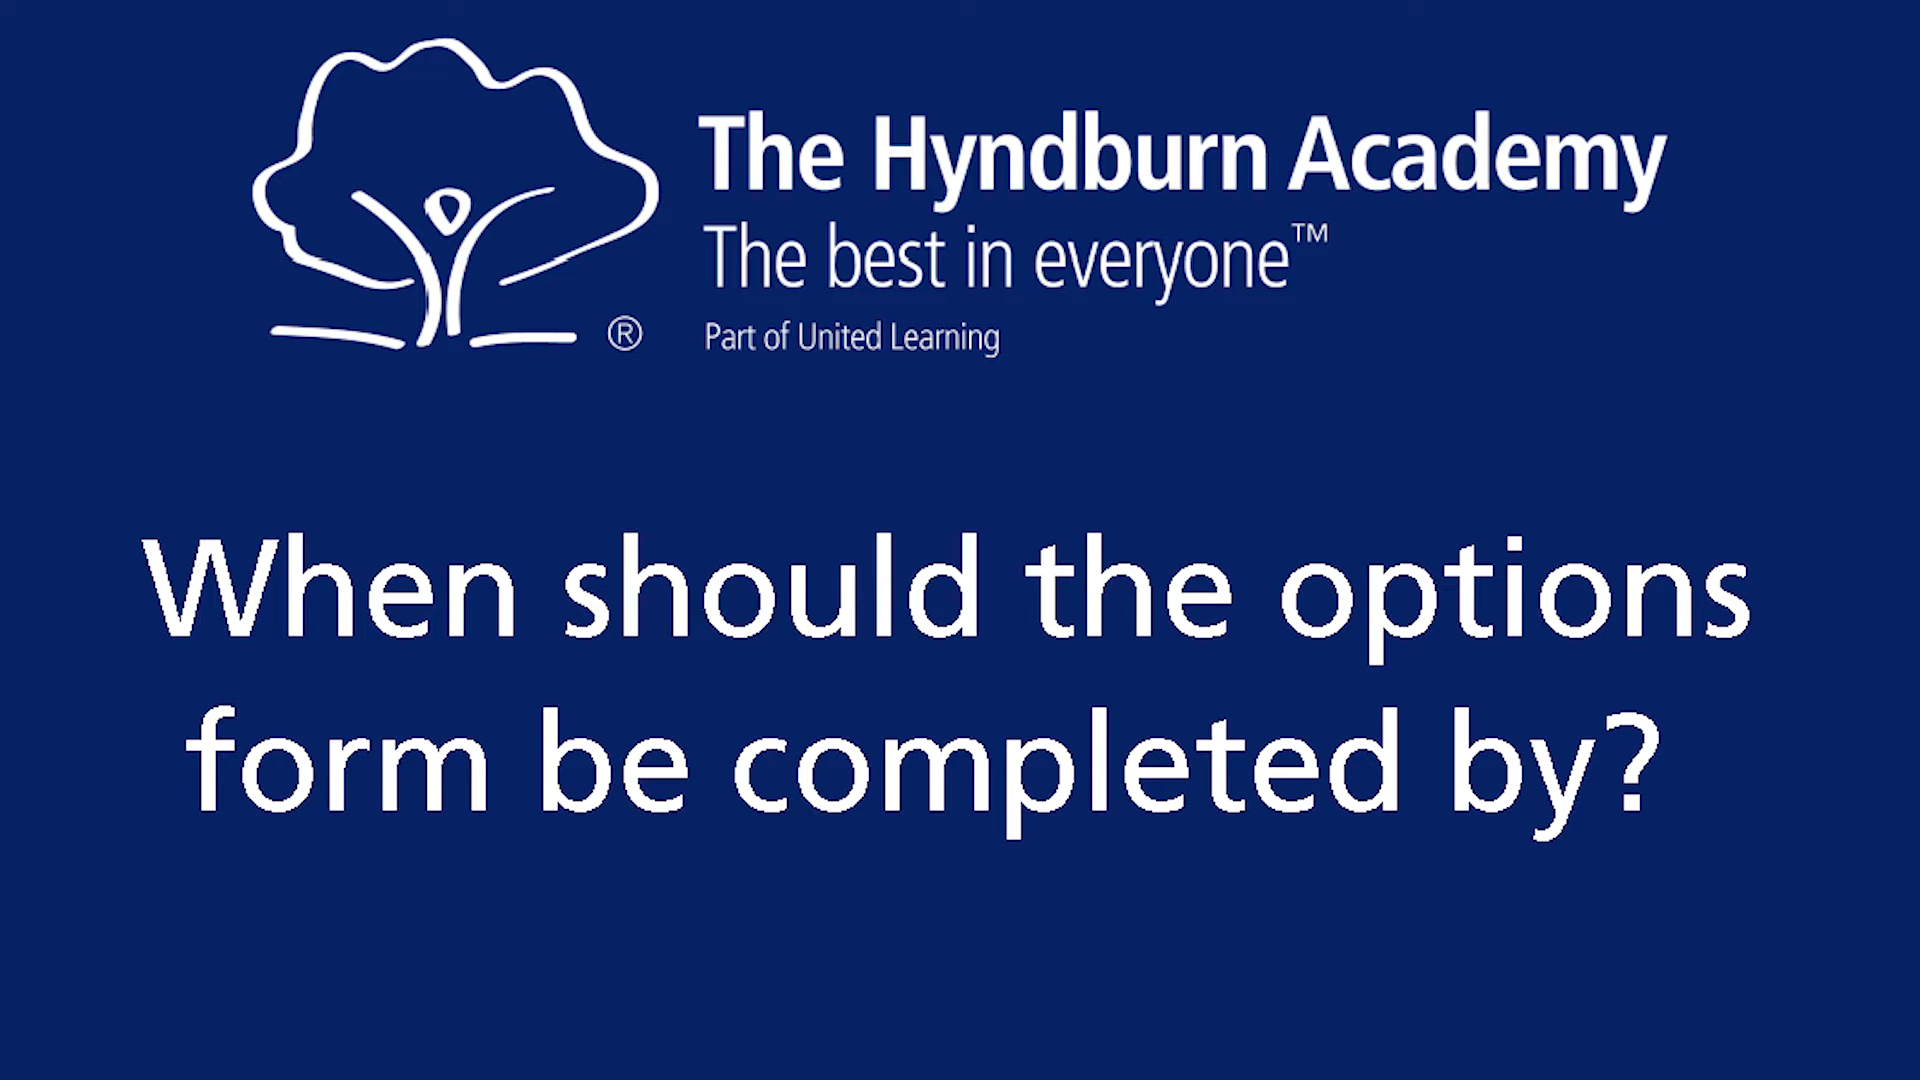 The Hyndburn Academy
The best in everyone™
Part of United Learning
®
When should the options
form be completed by?